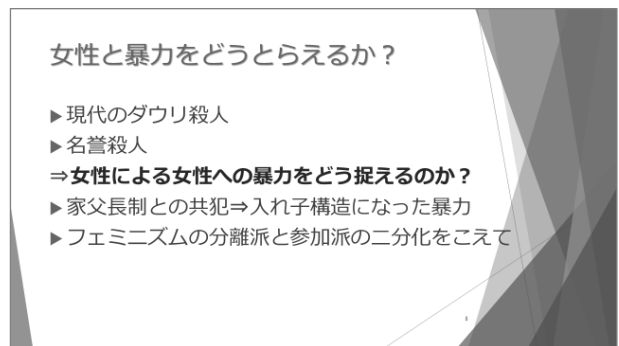 女性と暴力をどうとらえるか？
▶現代のダウリ殺人
▶名誉殺人
⇒女性による女性への暴力をどう捉えるのか？
▶家父長制との共犯⇒入れ子構造になった暴力
▶フェミニズムの分離派と参加派の二分化をこえて